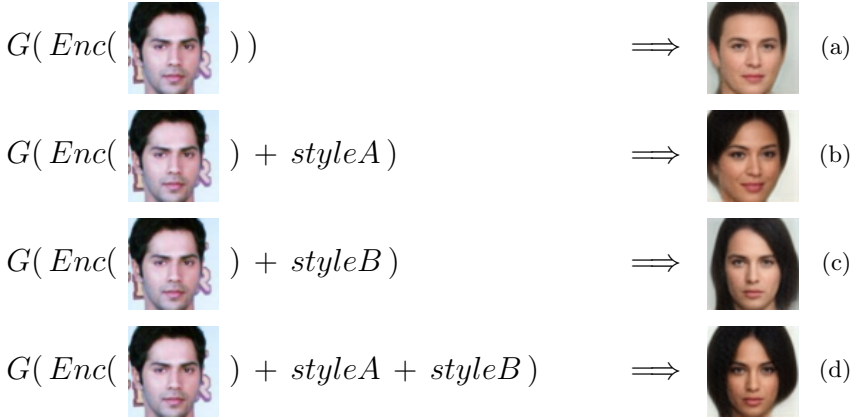 G( Enc( ) ) ⟹ (a)
G( Enc( ) + styleA ) ⟹ (b)
G( Enc( ) + styleB ) ⟹ (c)
G( Enc( ) + styleA + styleB ) ⟹ (d)